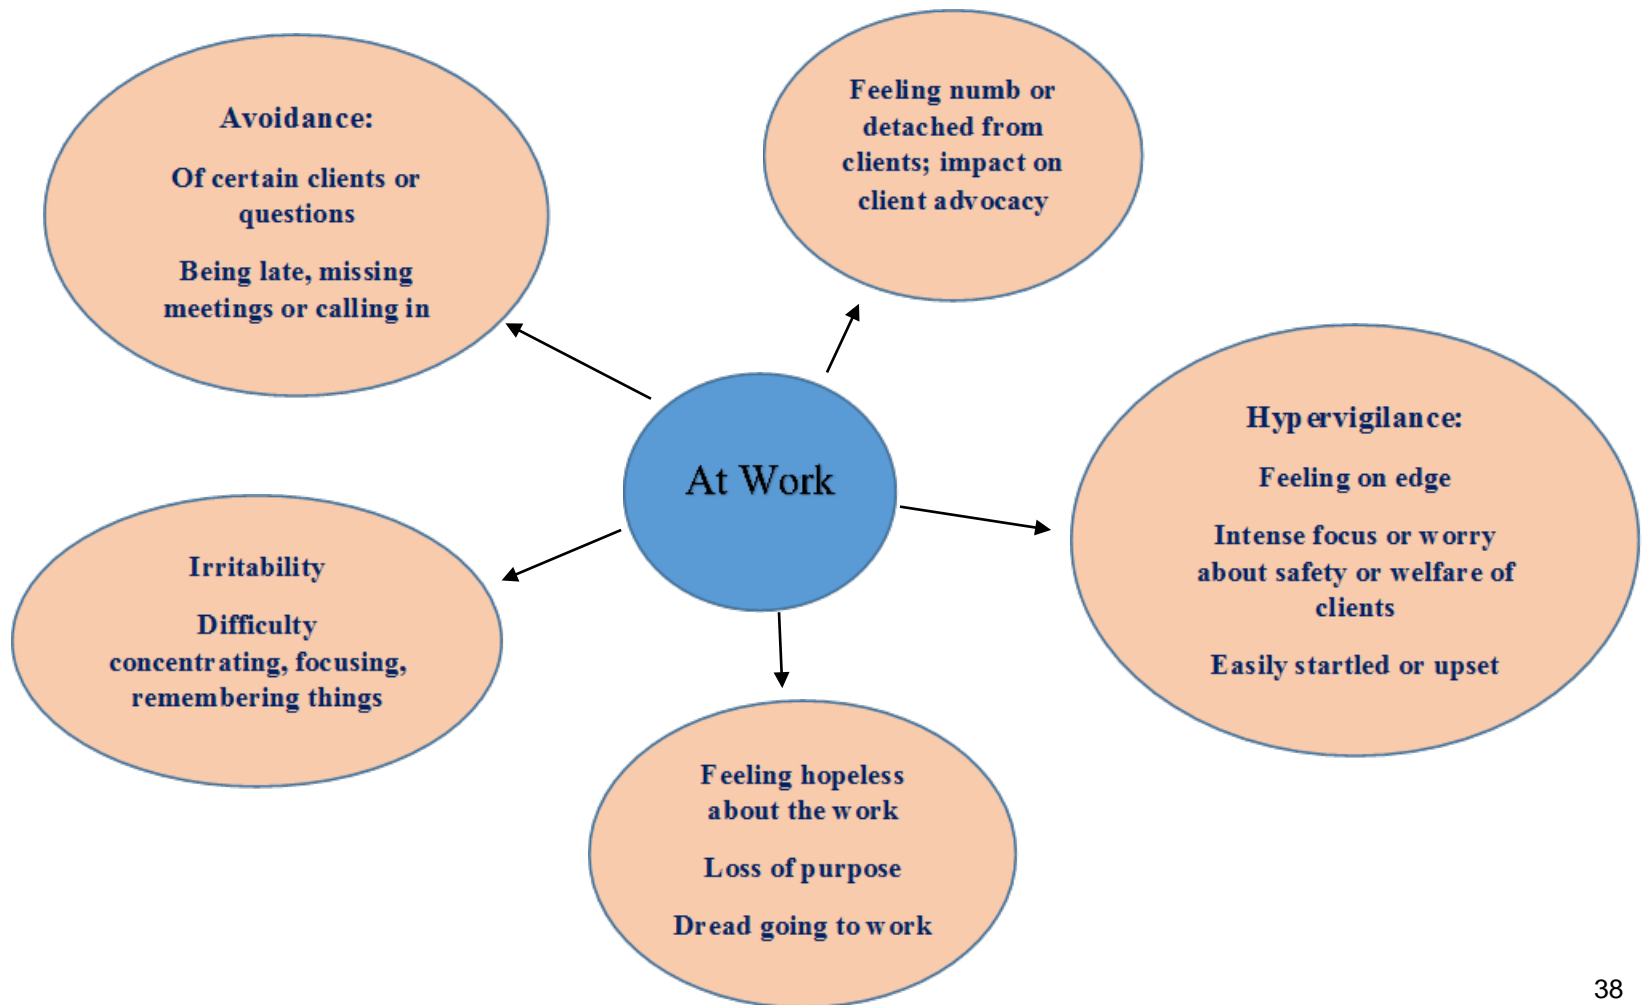 Avoidance:
Of certain clients or
questions
Being late, missing
meetings or calling in
Feeling numb or
detached from
clients; impact on
client advocacy
At Work
Hypervigilance:
Feeling on edge
Intense focus or worry
about safety or welfare of
clients
Easily startled or upset
Irritability
Difficulty
concentrating, focusing,
remembering things
Feeling hopeless
about the work
Loss of purpose
Dread going to work
38